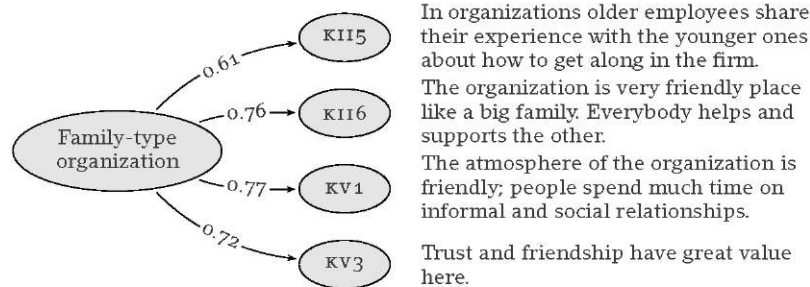 In organizations older employees share
KII5
their experience with the younger ones
about how to get along in the firm.
0.61
The organization is very friendly place
KII6
like a big family. Everybody helps and
0.76
supports the other.
Family-type
organization
The atmosphere of the organization is
0.77
KV1
friendly; people spend much time on
informal and social relationships.
0.72
KV3
Trust and friendship have great value
here.